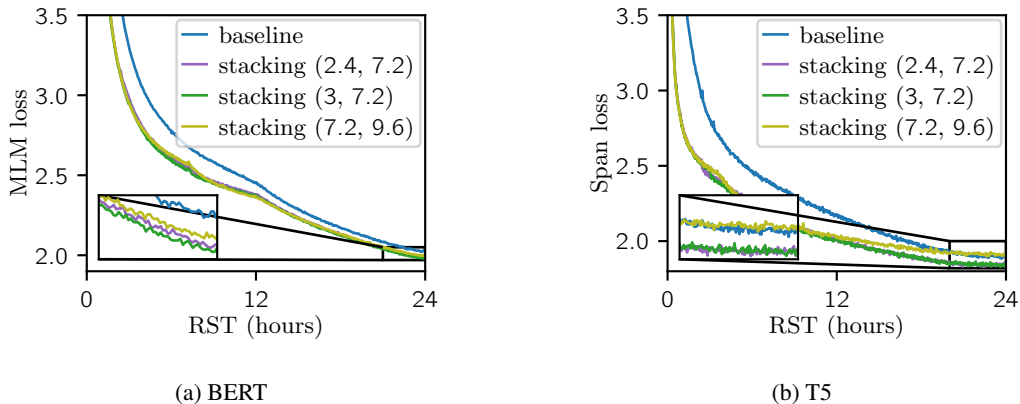 3.5
3.0
2.5
2.0
MLM loss
baseline
stacking (2.4, 7.2)
stacking (3, 7.2)
stacking (7.2, 9.6)
0
12
24
RST (hours)
(a) BERT
3.5
3.0
2.5
2.0
Span loss
baseline
stacking (2.4, 7.2)
stacking (3, 7.2)
stacking (7.2, 9.6)
0
12
24
RST (hours)
(b) T5